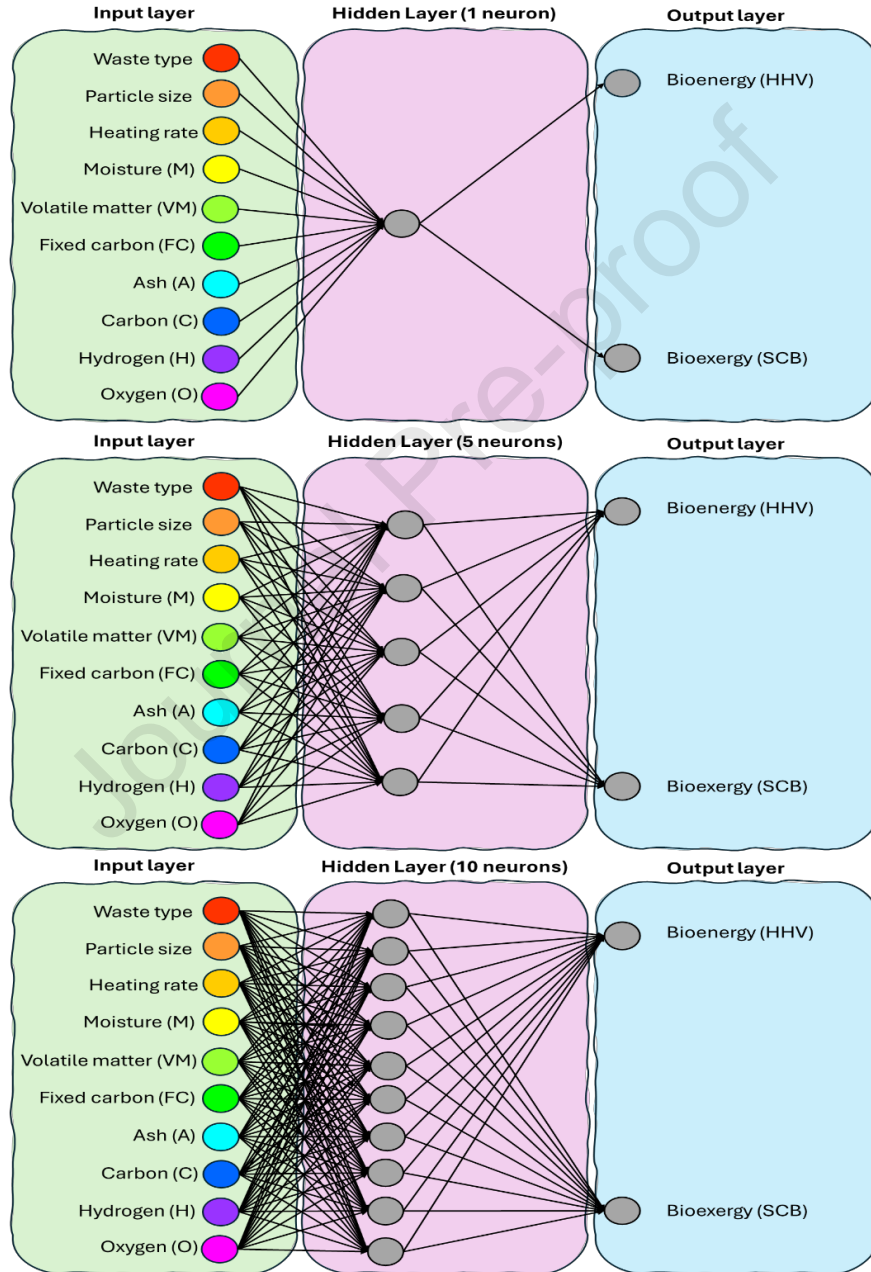 Input layer Hidden Layer (1 neuron) Output layer
Waste type
Particle size
Heating rate
Moisture (M)
Volatile matter (VM)
Fixed carbon (FC)
Ash (A)
Carbon (C)
Hydrogen (H)
Oxygen (O)
Bioenergy (HHV)
Bioexergy (SCB)
Input layer Hidden Layer (5 neurons) Output layer
Waste type
Particle size
Heating rate
Moisture (M)
Volatile matter (VM)
Fixed carbon (FC)
Ash (A)
Carbon (C)
Hydrogen (H)
Oxygen (O)
Bioenergy (HHV)
Bioexergy (SCB)
Input layer Hidden Layer (10 neurons) Output layer
Waste type
Particle size
Heating rate
Moisture (M)
Volatile matter (VM)
Fixed carbon (FC)
Ash (A)
Carbon (C)
Hydrogen (H)
Oxygen (O)
Bioenergy (HHV)
Bioexergy (SCB)
Journal Pre-proof